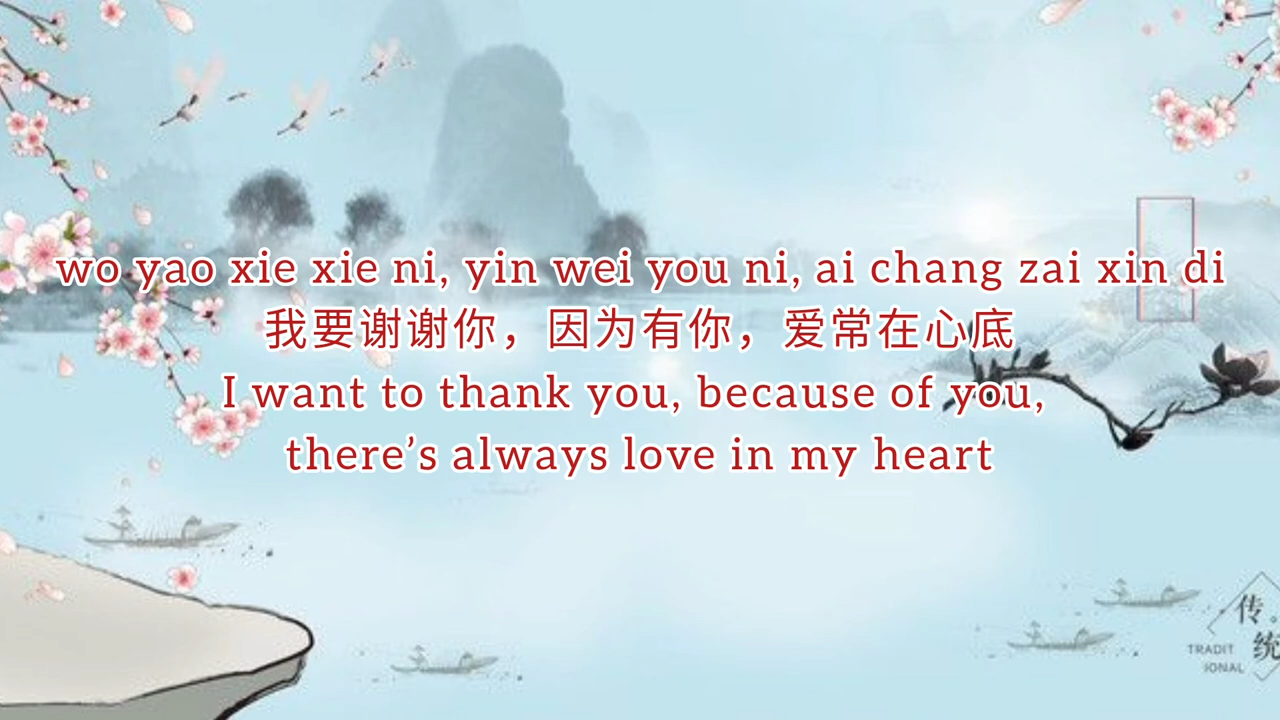 wo yao xie xie ni, yin wei you ni, ai chang zai xin di
我要谢谢你，因为有你，爱常在心底
I want to thank you, because of you,
there’s always love in my heart
传。
统
TRADIT
IONAL